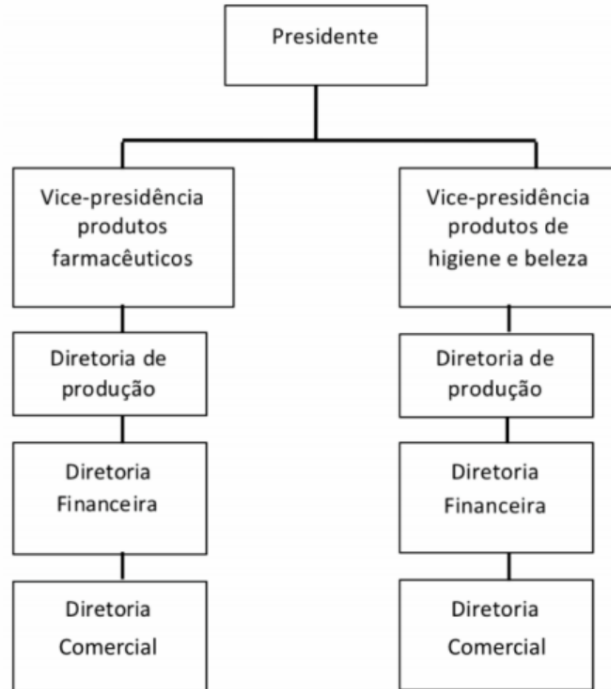 Presidente
Vice-presidência
produtos
farmacêuticos
Vice-presidência
produtos de
higiene e beleza
Diretoria de
produção
Diretoria de
produção
Diretoria
Financeira
Diretoria
Financeira
Diretoria
Comercial
Diretoria
Comercial